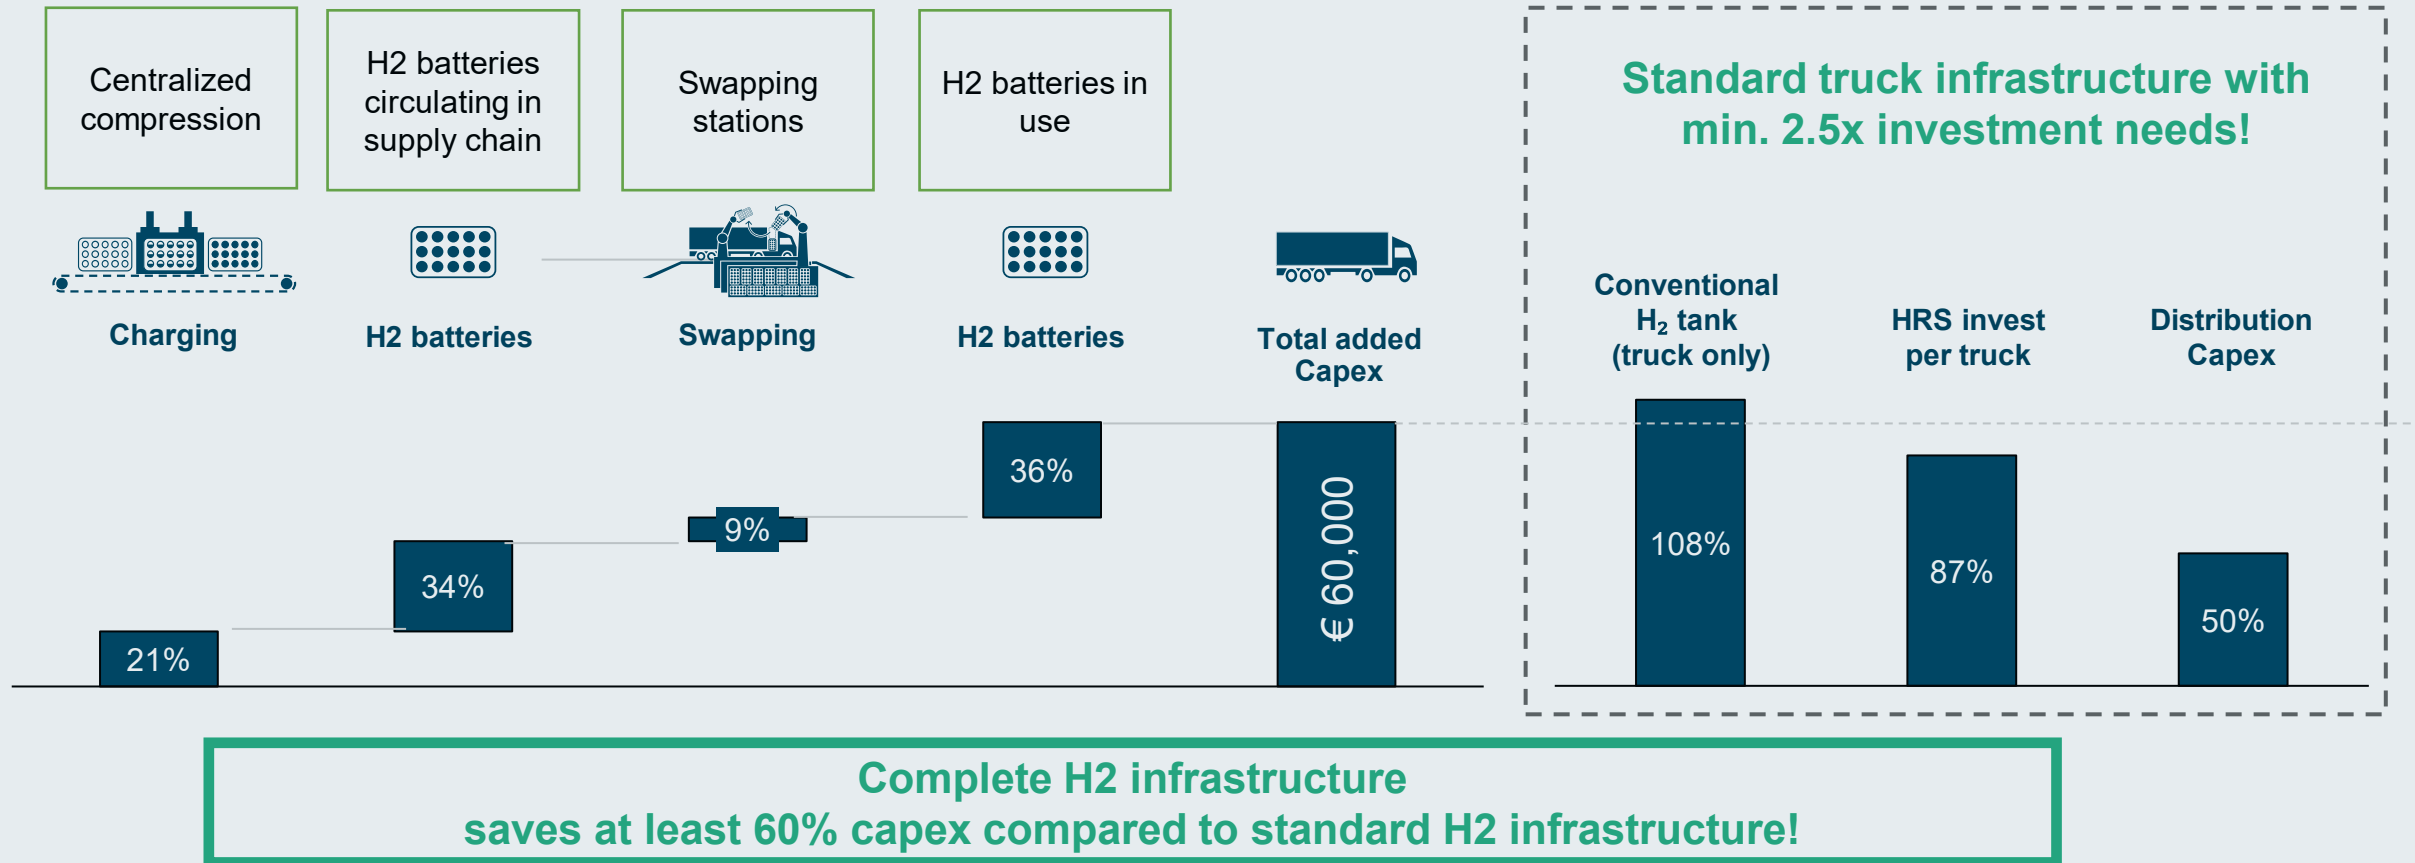 Centralized
compression
H2 batteries
circulating in
supply chain
Swapping
stations
H2 batteries in
use
Standard truck infrastructure with
min. 2.5x investment needs!
Charging
H2 batteries
Swapping
H2 batteries
Total added
Capex
Conventional
H₂ tank
(truck only)
HRS invest
per truck
Distribution
Capex
21%
34%
9%
36%
€ 60,000
108%
87%
50%
Complete H2 infrastructure
saves at least 60% capex compared to standard H2 infrastructure!